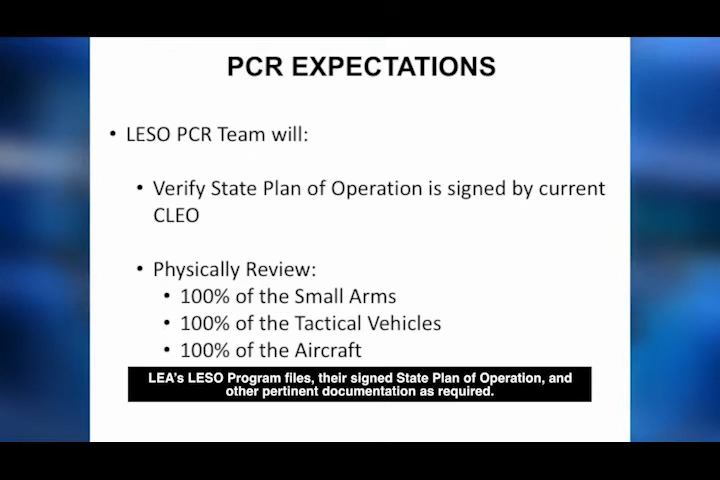 PCR EXPECTATIONS
• LESO PCR Team will:
• Verify State Plan of Operation is signed by current
CLEO
• Physically Review:
• 100% of the Small Arms
• 100% of the Tactical Vehicles
• 100% of the Aircraft
LEA's LESO Program files, their signed State Plan of Operation, and
other pertinent documentation as required.